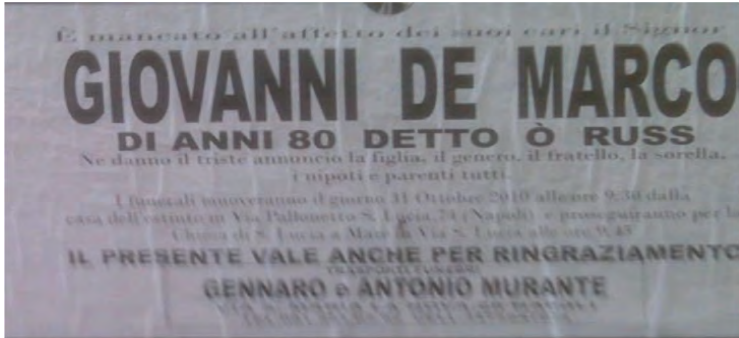 È mancato all'affetto dei suoi cari il Signor
GIOVANNI DE MARCO
DI ANNI 80 DETTO Ò RUSS
Ne danno il triste annuncio la figlia, il genero, il fratello, la sorella,
i nipoti e parenti tutti.
I funerali muoveranno il giorno 31 Ottobre 2010 alle ore 9,30 dalla
casa dell'estinto in Via Pallonetto S. Lucia,74 (Napoli) e proseguiranno per la
Chiesa di S. Lucia a Mare in Via S. Lucia alle ore 9,45
IL PRESENTE VALE ANCHE PER RINGRAZIAMENTO
TRASPORTI FUNEBRI
GENNARO e ANTONIO MURANTE